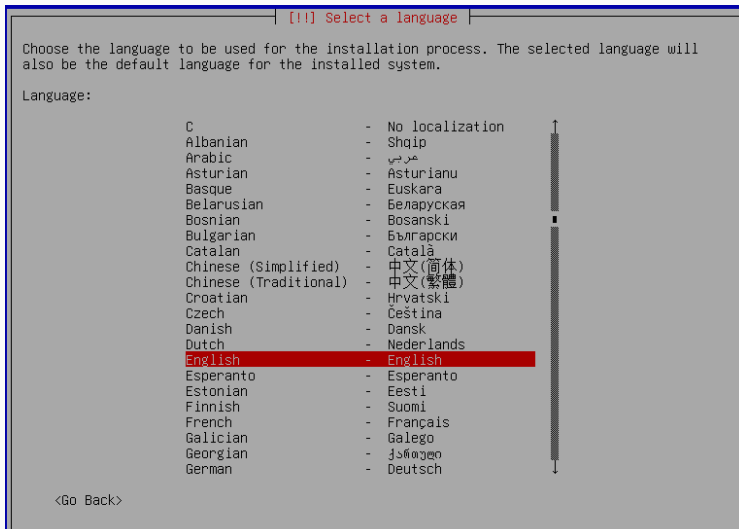 [!!] Select a language
Choose the language to be used for the installation process. The selected language will
also be the default language for the installed system.
Language:
C - No localization
Albanian - Shqip
Arabic - عربي
Asturian - Asturianu
Basque - Euskara
Belarusian - Беларуская
Bosnian - Bosanski
Bulgarian - Български
Catalan - Català
Chinese (Simplified) - 中文(简体)
Chinese (Traditional) - 中文(繁體)
Croatian - Hrvatski
Czech - Čeština
Danish - Dansk
Dutch - Nederlands
English - English
Esperanto - Esperanto
Estonian - Eesti
Finnish - Suomi
French - Français
Galician - Galego
Georgian - ქართული
German - Deutsch
<Go Back>